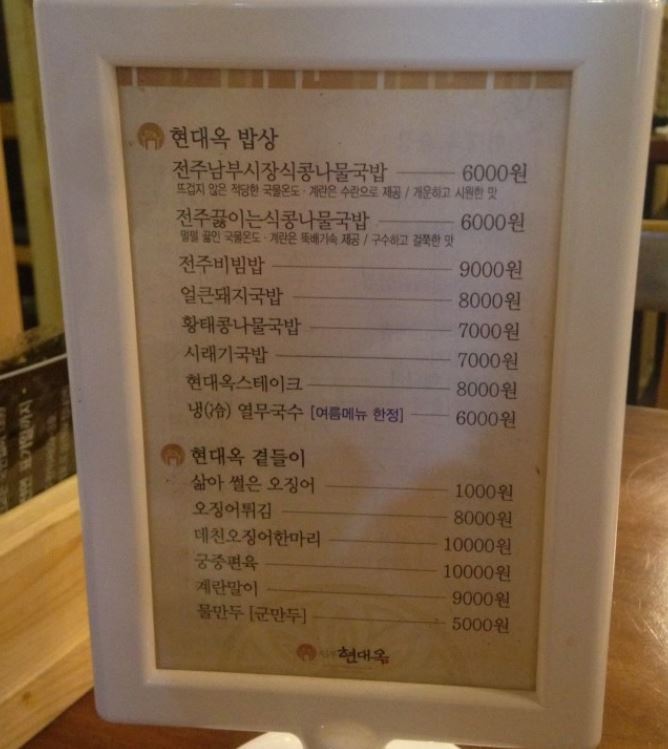 현대옥 밥상
전주남부시장식콩나물국밥 6000원
뜨겁지 않은 적당한 국물온도·계란은 수란으로 제공 / 개운하고 시원한 맛
전주끓이는식콩나물국밥 6000원
펄펄 끓인 국물온도·계란은 뚝배기속 제공 / 구수하고 걸쭉한 맛
전주비빔밥 9000원
얼큰돼지국밥 8000원
황태콩나물국밥 7000원
시래기국밥 7000원
현대옥스테이크 8000원
냉(冷) 열무국수 [여름메뉴 한정] 6000원
현대옥 곁들이
삶아 썰은 오징어 1000원
오징어튀김 8000원
데친오징어한마리 10000원
궁중편육 10000원
계란말이 9000원
물만두 [군만두] 5000원
현대옥